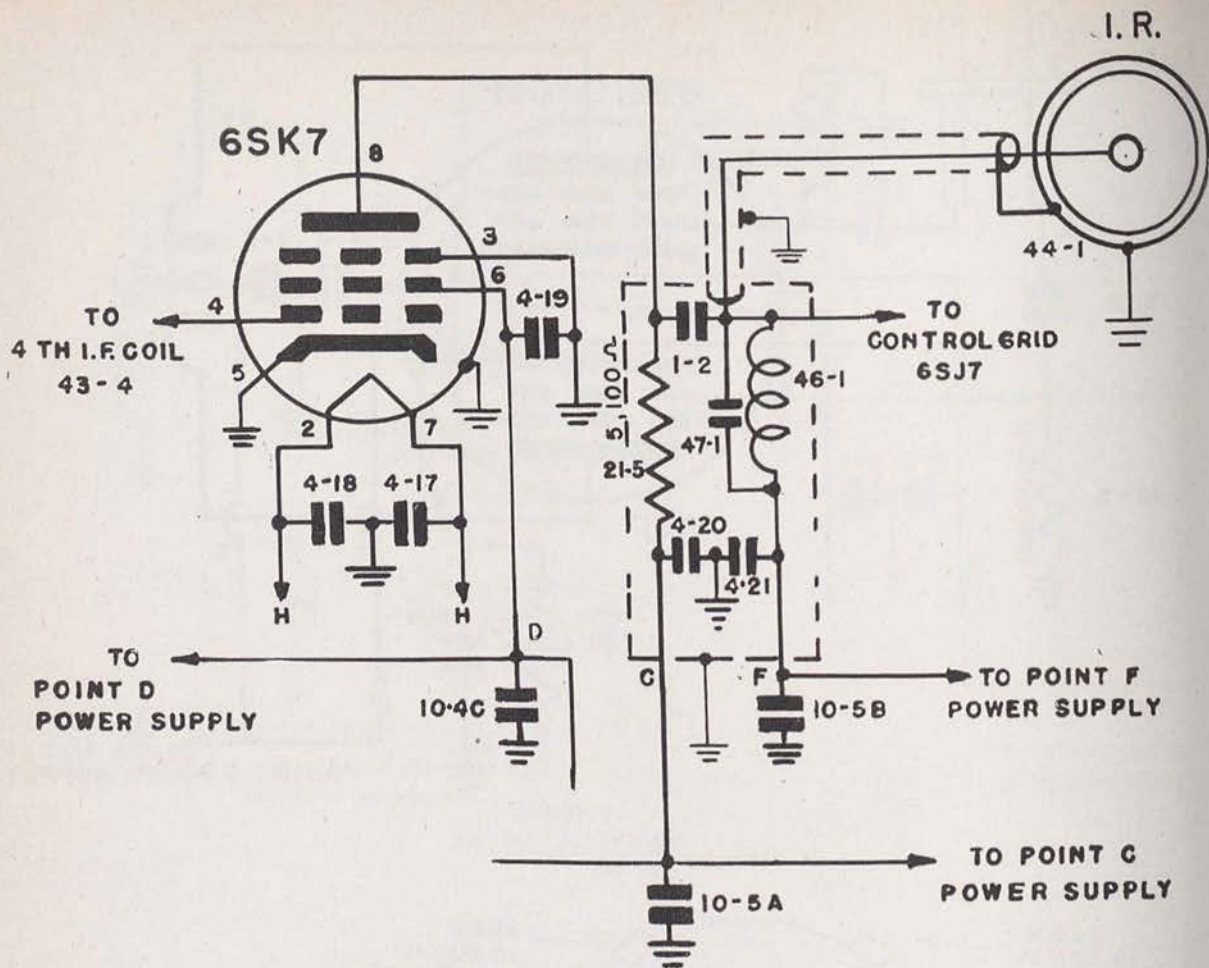 I. R.
6SK7
8
3
6
4-19
4
TO
4 TH I.F. COIL
43-4
5
2
7
4-18
4-17
H
H
44-1
TO
CONTROL GRID
6SJ7
1-2
46-1
5,100Ω
21-5
47-1
4-20
4-21
D
TO
POINT D
POWER SUPPLY
10-4C
C
F
10-5B
TO POINT F
POWER SUPPLY
TO POINT C
POWER SUPPLY
10-5A